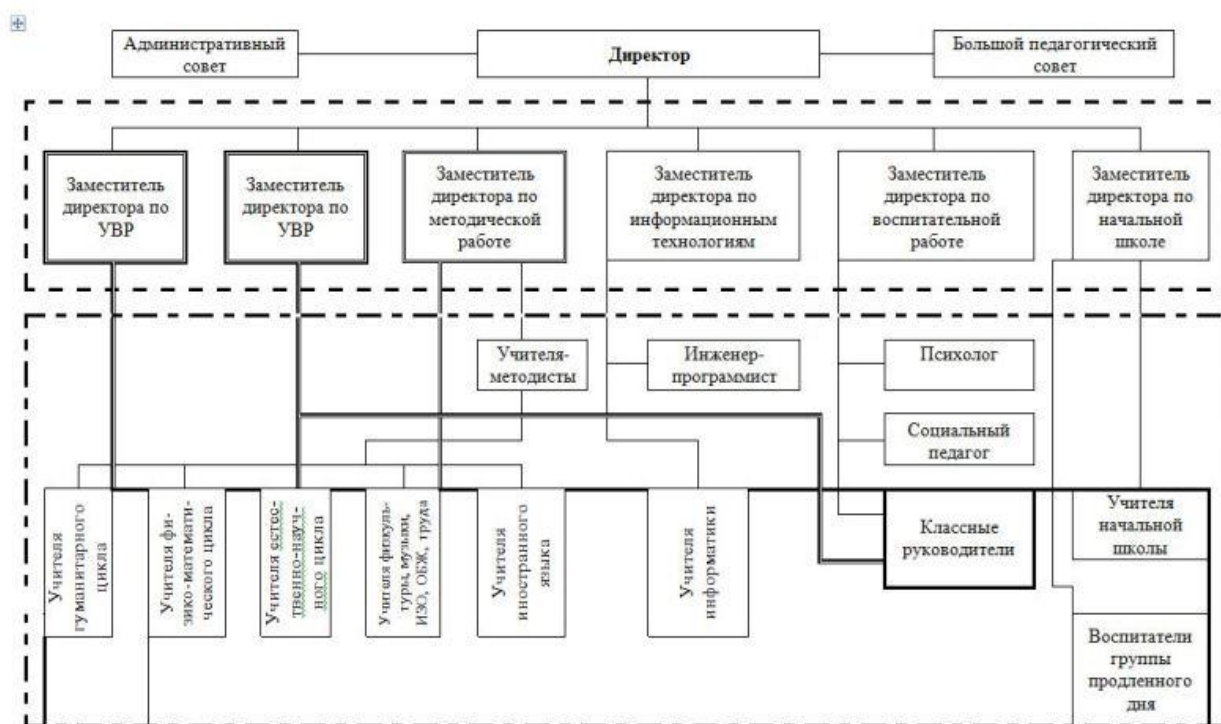 Административный
совет
Директор
Большой педагогический
совет
Заместитель
директора по
УВР
Заместитель
директора по
УВР
Заместитель
директора по
методической
работе
Заместитель
директора по
информационным
технологиям
Заместитель
директора по
воспитательной
работе
Заместитель
директора по
начальной
школе
Учителя-
методисты
Инженер-
программист
Психолог
Социальный
педагог
Учителя
гуманитарного
цикла
Учителя фи-
зико-математи-
ческого цикла
Учителя естес-
твенно-науч-
ного цикла
Учителя физкуль-
туры, музыки,
ИЗО, ОБЖ, труда
Учителя
иностранного
языка
Учителя
информатики
Классные
руководители
Учителя
начальной
школы
Воспитатели
группы
продленного
дня